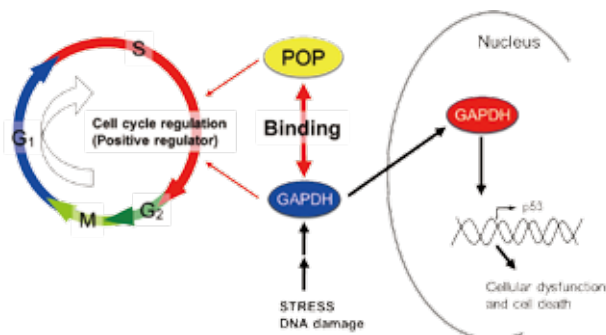 S
G1
M
G2
Cell cycle regulation
(Positive regulator)
POP
Binding
GAPDH
STRESS
DNA damage
Nucleus
GAPDH
p53
Cellular dysfunction
and cell death